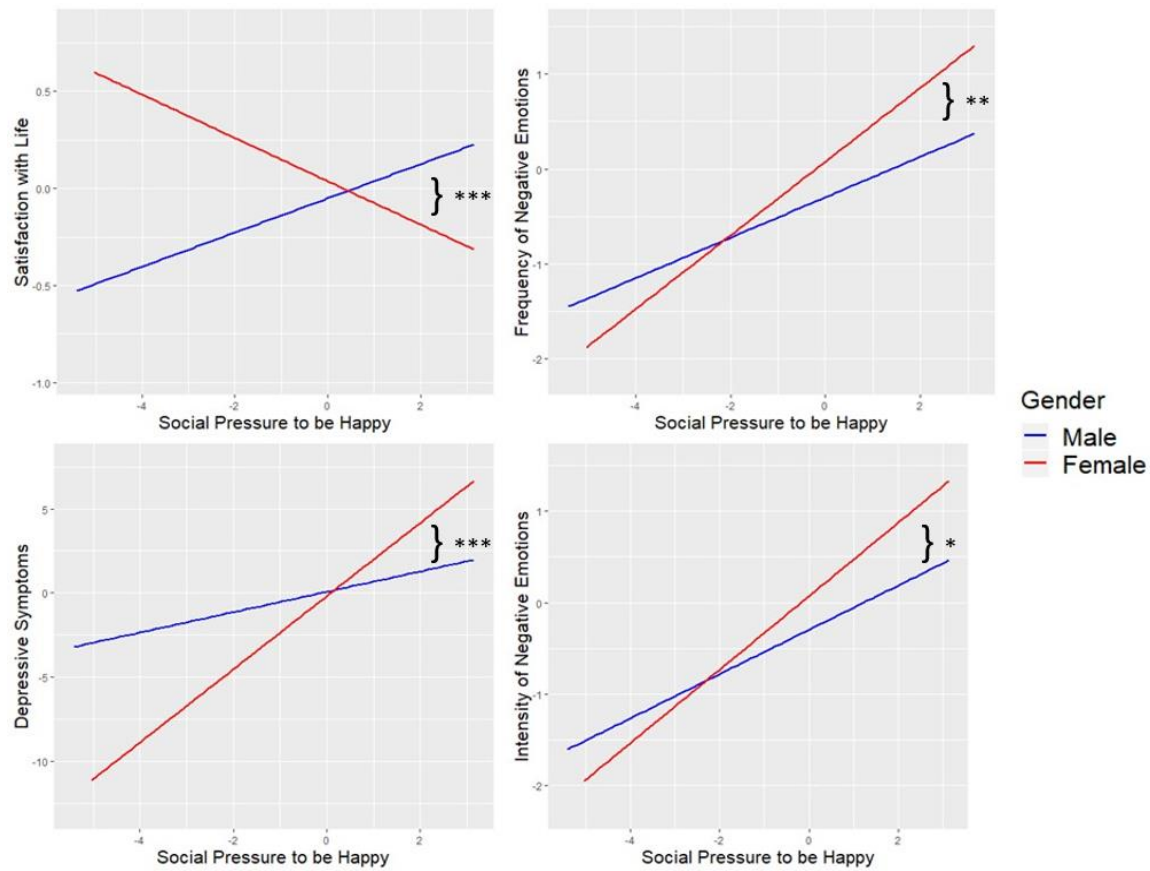 Satisfaction with Life
0.5
0.0
-0.5
-1.0
} ***
-4 -2 0 2
Social Pressure to be Happy
Frequency of Negative Emotions
1
0
-1
-2
} **
-4 -2 0 2
Social Pressure to be Happy
Gender
Male
Female
Depressive Symptoms
5
0
-5
-10
} ***
-4 -2 0 2
Social Pressure to be Happy
Intensity of Negative Emotions
1
0
-1
-2
} *
-4 -2 0 2
Social Pressure to be Happy